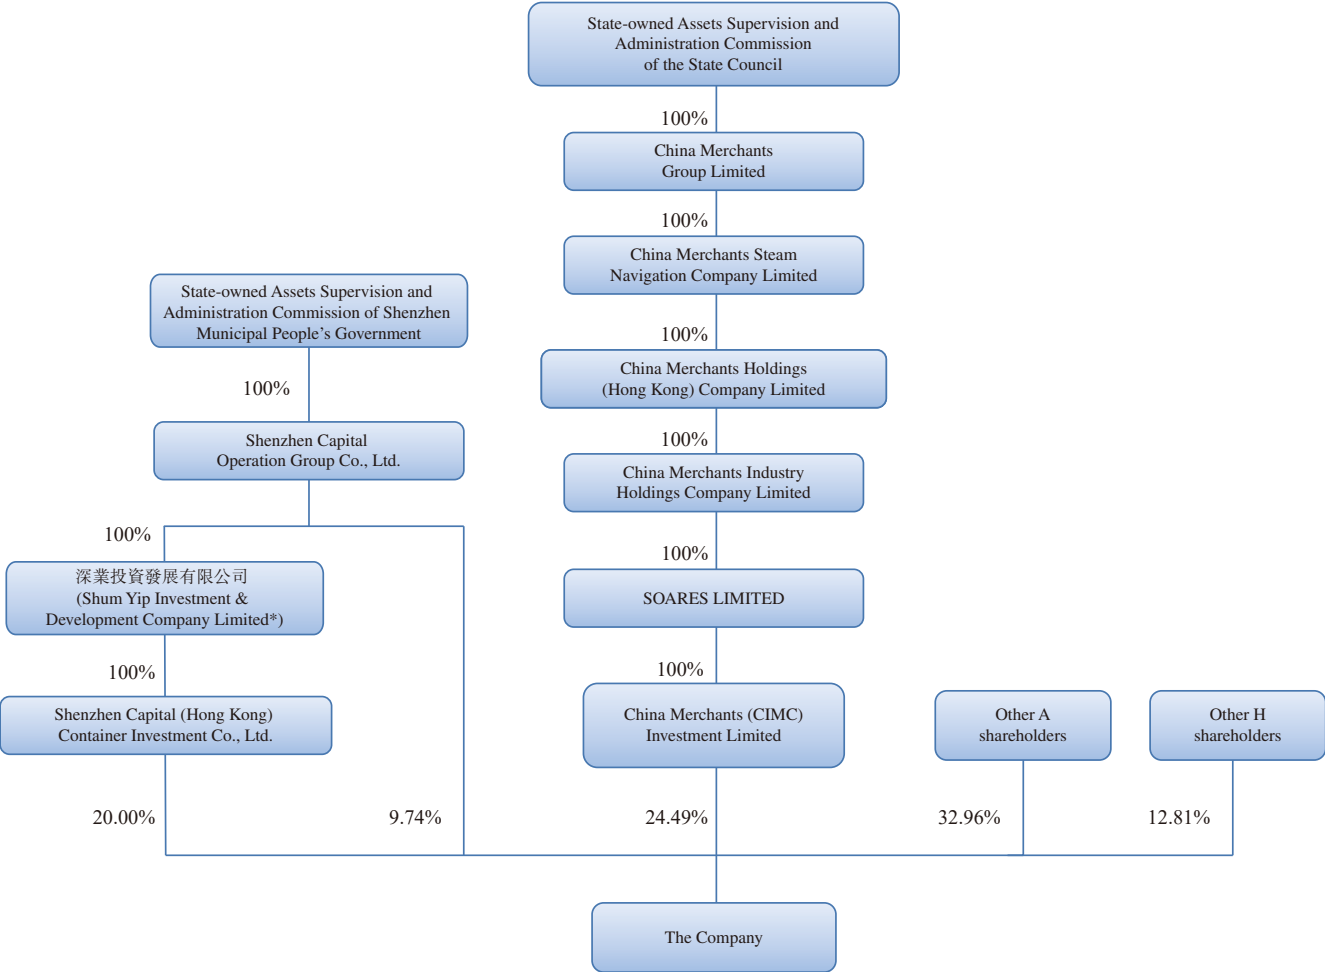 State-owned Assets Supervision and
Administration Commission
of the State Council
100%
China Merchants
Group Limited
100%
China Merchants Steam
Navigation Company Limited
100%
China Merchants Holdings
(Hong Kong) Company Limited
100%
China Merchants Industry
Holdings Company Limited
100%
SOARES LIMITED
100%
China Merchants (CIMC)
Investment Limited
State-owned Assets Supervision and
Administration Commission of Shenzhen
Municipal People's Government
100%
Shenzhen Capital
Operation Group Co., Ltd.
100%
深業投資發展有限公司
(Shum Yip Investment &
Development Company Limited*)
100%
Shenzhen Capital (Hong Kong)
Container Investment Co., Ltd.
Other A
shareholders
Other H
shareholders
20.00%
9.74%
24.49%
32.96%
12.81%
The Company